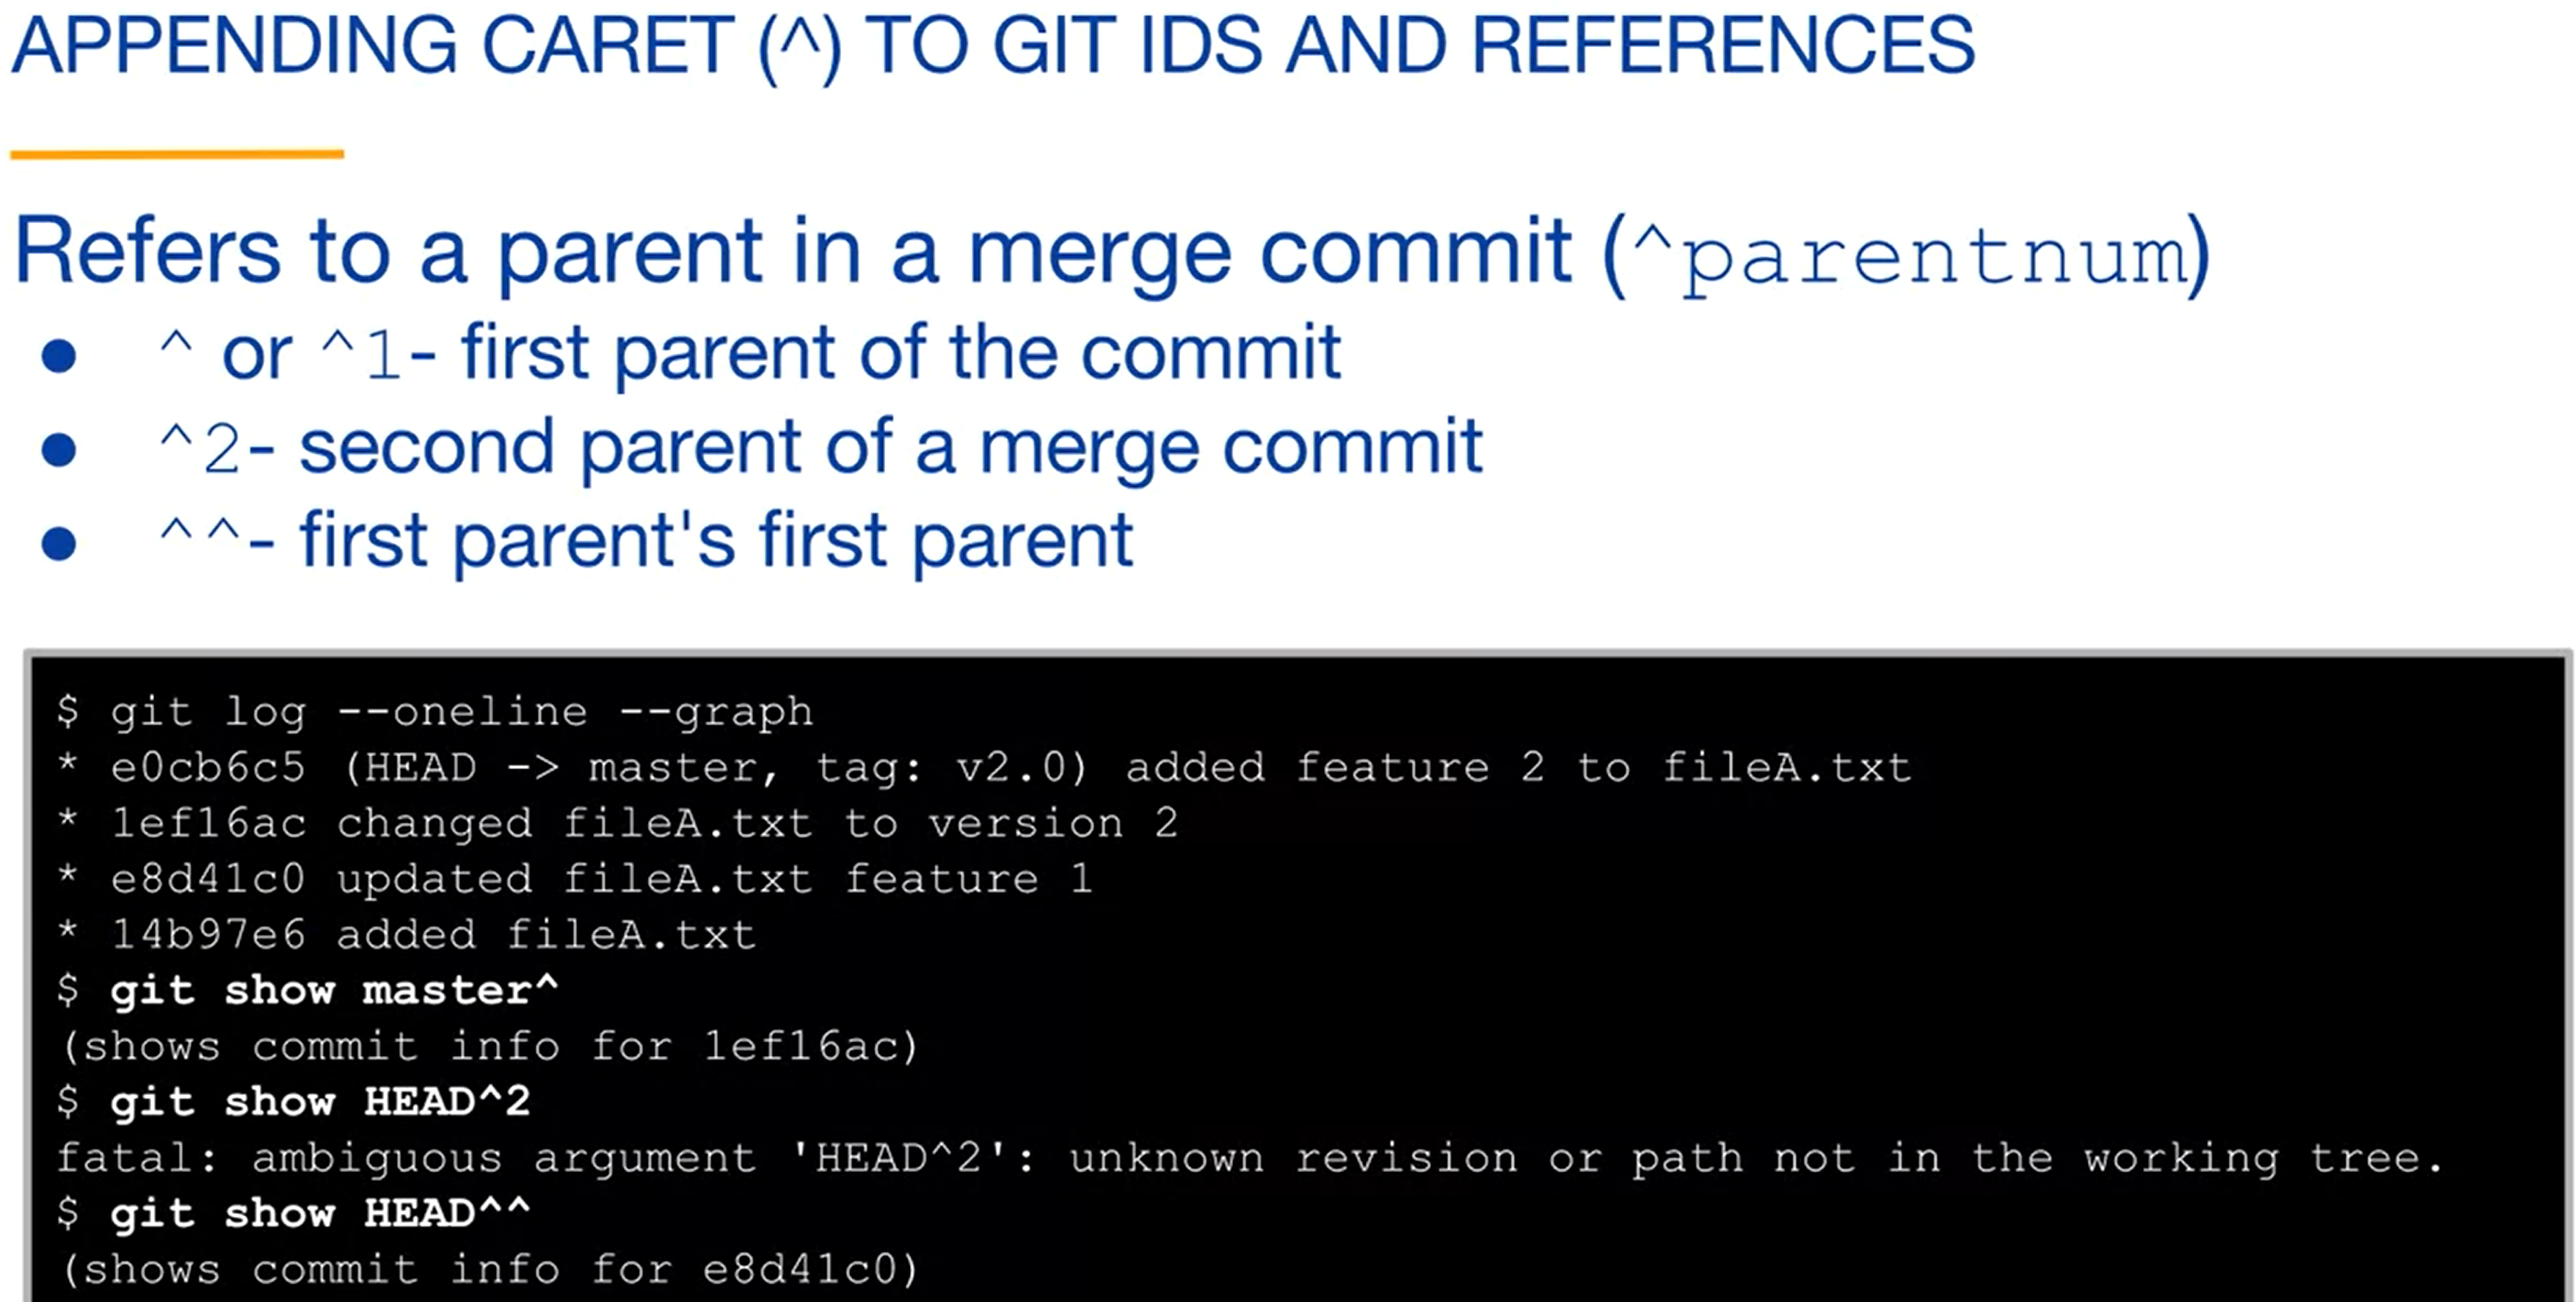 APPENDING CARET (^) TO GIT IDS AND REFERENCES
Refers to a parent in a merge commit (^parentnum)
● ^ or ^1- first parent of the commit
● ^2- second parent of a merge commit
● ^^- first parent's first parent
$ git log --oneline --graph
* e0cb6c5 (HEAD -> master, tag: v2.0) added feature 2 to fileA.txt
* 1ef16ac changed fileA.txt to version 2
* e8d41c0 updated fileA.txt feature 1
* 14b97e6 added fileA.txt
$ git show master^
(shows commit info for 1ef16ac)
$ git show HEAD^2
fatal: ambiguous argument 'HEAD^2': unknown revision or path not in the working tree.
$ git show HEAD^^
(shows commit info for e8d41c0)